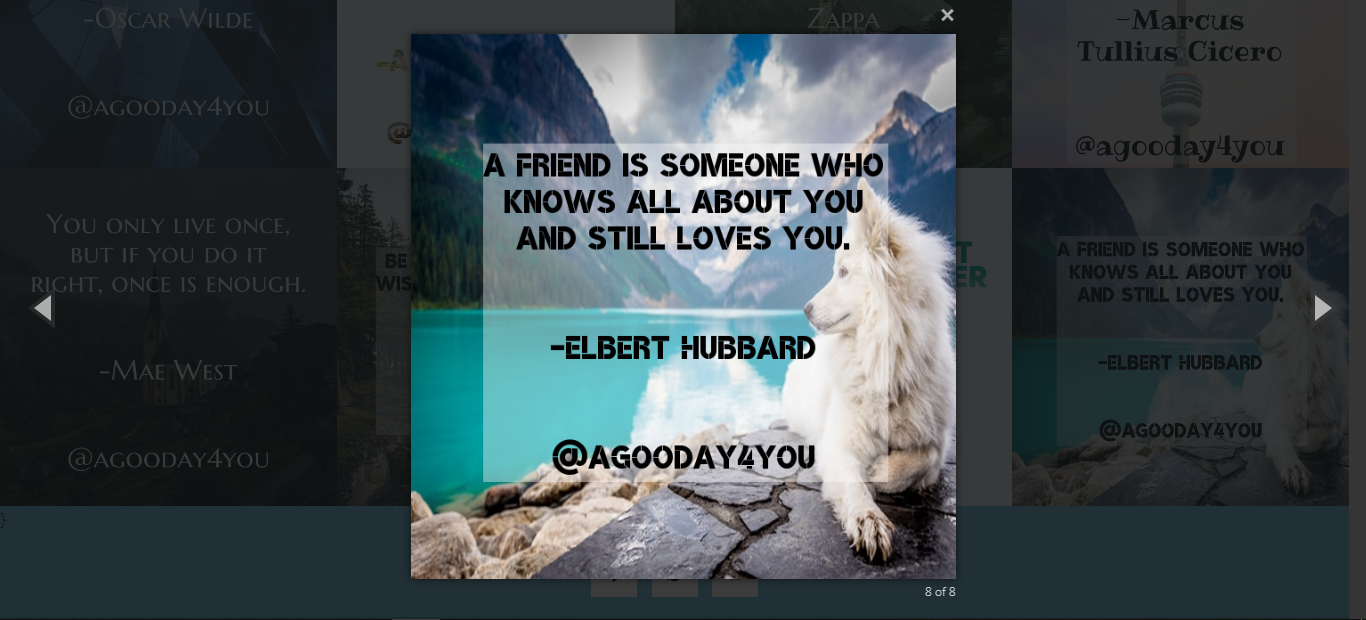 -Oscar Wilde
@agooday4you
Zappa
-Marcus
Tullius Cicero
@agooday4you
×
A FRIEND IS SOMEONE WHO
KNOWS ALL ABOUT YOU
AND STILL LOVES YOU.
-ELBERT HUBBARD
@AGOODAY4YOU
You only live once,
but if you do it
right, once is enough.
-Mae West
@agooday4you
BE
WIS
T
ER
A FRIEND IS SOMEONE WHO
KNOWS ALL ABOUT YOU
AND STILL LOVES YOU.
-ELBERT HUBBARD
@AGOODAY4YOU
}
8 of 8